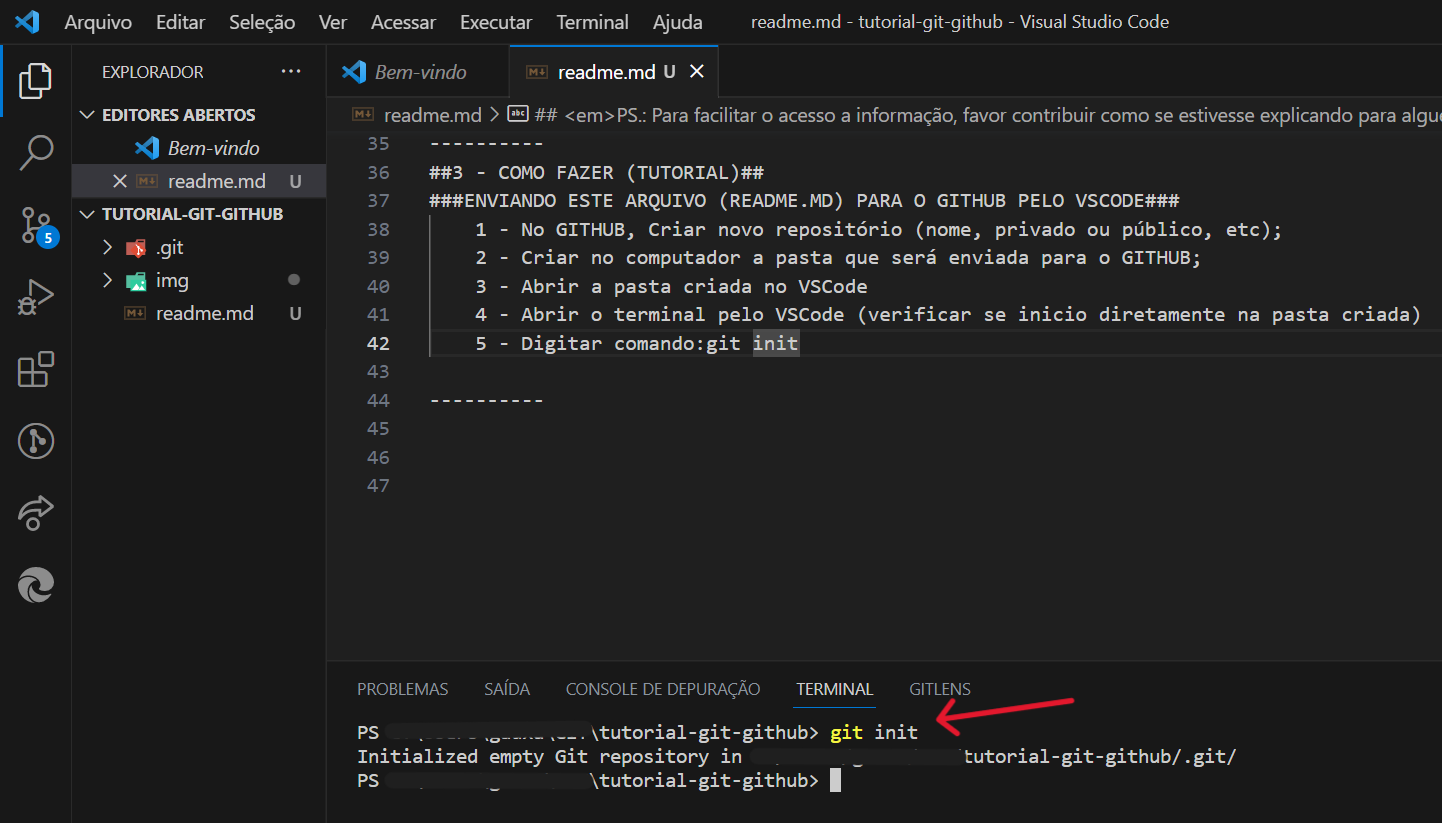 Arquivo Editar Seleção Ver Acessar Executar Terminal Ajuda readme.md - tutorial-git-github - Visual Studio Code
EXPLORADOR ···
EDITORES ABERTOS
Bem-vindo
readme.md U
TUTORIAL-GIT-GITHUB
.git
img
readme.md U
5
Bem-vindo readme.md U
readme.md > ## <em>PS.: Para facilitar o acesso a informação, favor contribuir como se estivesse explicando para algue
35 ----------
36 ##3 - COMO FAZER (TUTORIAL)##
37 ###ENVIANDO ESTE ARQUIVO (README.MD) PARA O GITHUB PELO VSCODE###
38 1 - No GITHUB, Criar novo repositório (nome, privado ou público, etc);
39 2 - Criar no computador a pasta que será enviada para o GITHUB;
40 3 - Abrir a pasta criada no VSCode
41 4 - Abrir o terminal pelo VSCode (verificar se inicio diretamente na pasta criada)
42 5 - Digitar comando:git init
43
44 ----------
45
46
47
PROBLEMAS SAÍDA CONSOLE DE DEPURAÇÃO TERMINAL GITLENS
PS \tutorial-git-github> git init
Initialized empty Git repository in tutorial-git-github/.git/
PS \tutorial-git-github>